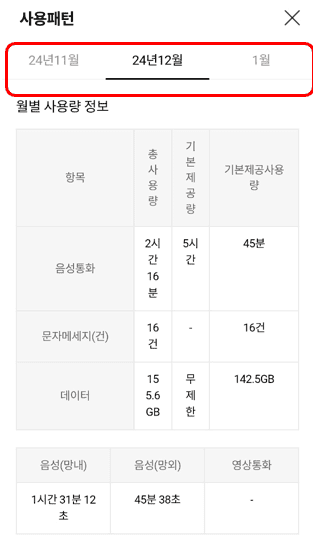 사용패턴
24년11월 24년12월 1월
월별 사용량 정보
항목 총사용량 기본제공량 기본제공사용량
음성통화 2시간 16분 5시간 45분
문자메세지(건) 16건 - 16건
데이터 155.6GB 무제한 142.5GB
음성(망내) 음성(망외) 영상통화
1시간 31분 12초 45분 38초 -